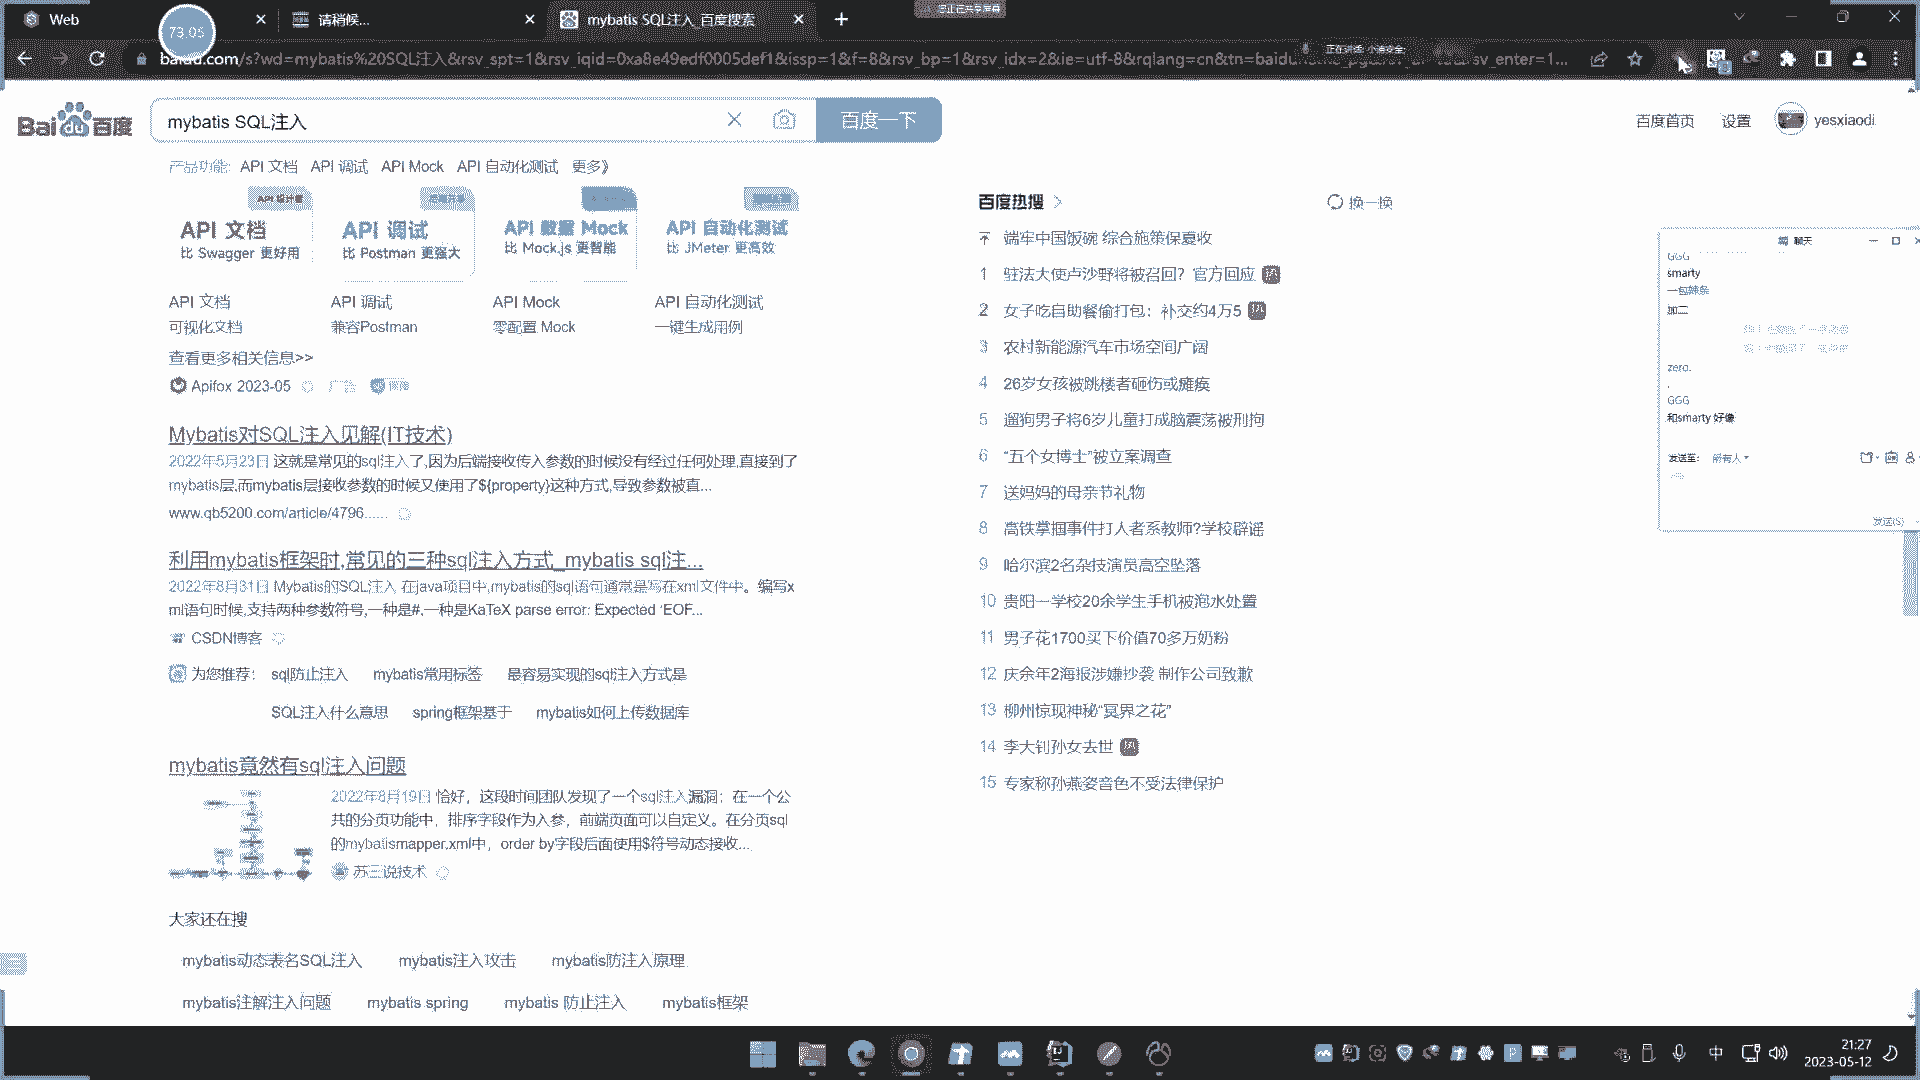 Web
73.05
请稍候...
mybatis SQL注入_百度搜索
baidu.com/s?wd=mybatis%20SQL注入&rsv_spt=1&rsv_iqid=0xa8e49edf0005def1&issp=1&f=8&rsv_bp=1&rsv_idx=2&ie=utf-8&rqlang=cn&tn=baidu
sv_enter=1...
Bai du 百度
mybatis SQL注入
百度一下
百度首页
设置
yesxiaodi
产品功能:
API 文档
API 调试
API Mock
API 自动化测试
更多》
API 文档
比 Swagger 更好用
API 调试
比 Postman 更强大
API 数据 Mock
比 Mock.js 更智能
API 自动化测试
比 JMeter 更高效
API 文档
API 调试
API Mock
API 自动化测试
可视化文档
兼容Postman
零配置 Mock
一键生成用例
查看更多相关信息>>
Apifox 2023-05
Mybatis对SQL注入见解(IT技术)
2022年5月23日 这就是常见的sql注入了,因为后端接收传入参数的时候没有经过任何处理,直接到了
mybatis层,而mybatis层接收参数的时候又使用了${property}这种方式,导致参数被直...
www.qb5200.com/article/4796......
利用mybatis框架时,常见的三种sql注入方式_mybatis sql注...
2022年8月31日 Mybatis的SQL注入 在java项目中,mybatis的sql语句通常是写在xml文件中。编写x
ml语句时候,支持两种参数符号,一种是#,一种是KaTeX parse error: Expected 'EOF...
CSDN博客
为您推荐:
sql防止注入
mybatis常用标签
最容易实现的sql注入方式是
SQL注入什么意思
spring框架基于
mybatis如何上传数据库
mybatis竟然有sql注入问题
2022年8月19日 恰好，这段时间团队发现了一个sql注入漏洞：在一个公
共的分页功能中，排序字段作为入参，前端页面可以自定义。在分页sql
的mybatismapper.xml中，order by字段后面使用$符号动态接收...
苏三说技术
大家还在搜
mybatis动态表名SQL注入
mybatis注入攻击
mybatis防注入原理
mybatis注解注入问题
mybatis spring
mybatis 防止注入
mybatis框架
百度热搜
换一换
端牢中国饭碗 综合施策保夏收
1 驻法大使卢沙野将被召回？官方回应 热
2 女子吃自助餐偷打包：补交约4万5 热
3 农村新能源汽车市场空间广阔
4 26岁女孩被跳楼者砸伤或瘫痪
5 遛狗男子将6岁儿童打成脑震荡被刑拘
6 “五个女博士”被立案调查
7 送妈妈的母亲节礼物
8 高铁掌掴事件打人者系教师?学校辟谣
9 哈尔滨2名杂技演员高空坠落
10 贵阳一学校20余学生手机被泡水处置
11 男子花1700买下价值70多万奶粉
12 庆余年2海报涉嫌抄袭 制作公司致歉
13 柳州惊现神秘“冥界之花”
14 李大钊孙女去世 热
15 专家称孙燕姿音色不受法律保护
聊天
GGG
smarty
一包辣条
加二
zero.
.
GGG
和smarty 好像
发送至:
所有人
发送(S)
中
21:27
2023-05-12